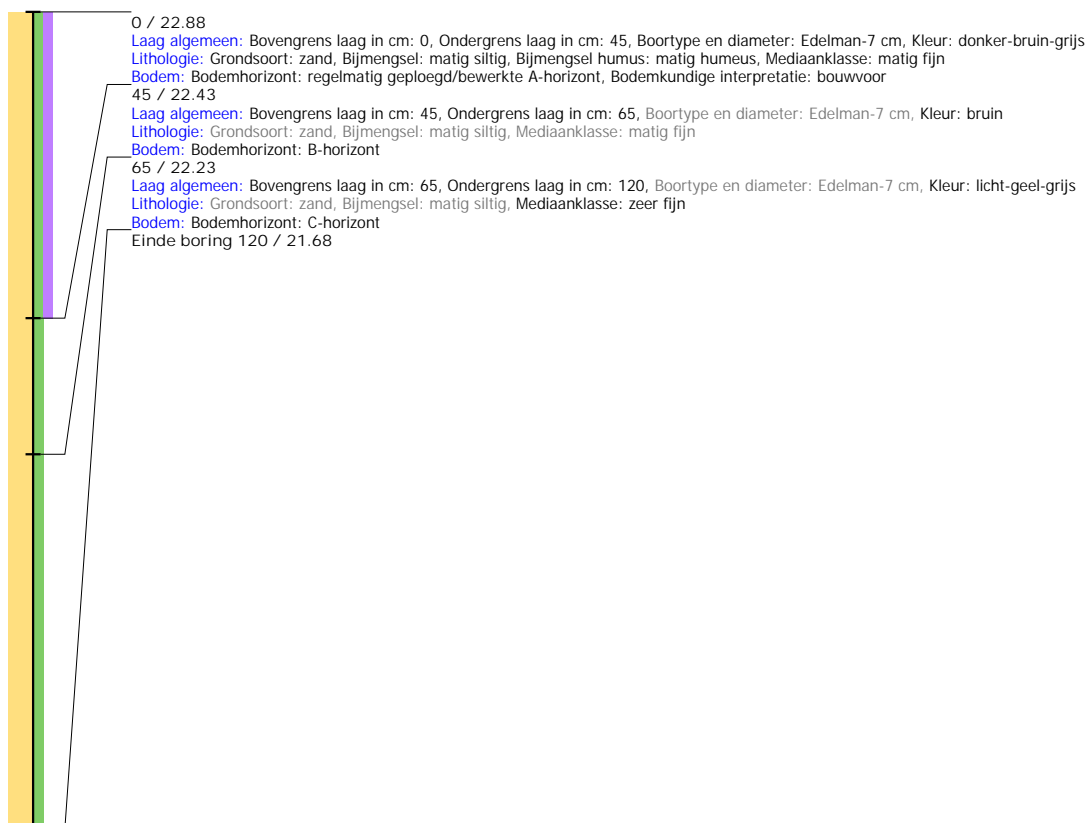 0 / 22.88
Laag algemeen: Bovengrens laag in cm: 0, Ondergrens laag in cm: 45, Boortype en diameter: Edelman-7 cm, Kleur: donker-bruin-grijs
Lithologie: Grondsoort: zand, Bijmengsel: matig siltig, Bijmengsel humus: matig humeus, Mediaanklasse: matig fijn
Bodem: Bodemhorizont: regelmatig geploegd/bewerkte A-horizont, Bodemkundige interpretatie: bouwvoor
45 / 22.43
Laag algemeen: Bovengrens laag in cm: 45, Ondergrens laag in cm: 65, Boortype en diameter: Edelman-7 cm, Kleur: bruin
Lithologie: Grondsoort: zand, Bijmengsel: matig siltig, Mediaanklasse: matig fijn
Bodem: Bodemhorizont: B-horizont
65 / 22.23
Laag algemeen: Bovengrens laag in cm: 65, Ondergrens laag in cm: 120, Boortype en diameter: Edelman-7 cm, Kleur: licht-geel-grijs
Lithologie: Grondsoort: zand, Bijmengsel: matig siltig, Mediaanklasse: zeer fijn
Bodem: Bodemhorizont: C-horizont
Einde boring 120 / 21.68